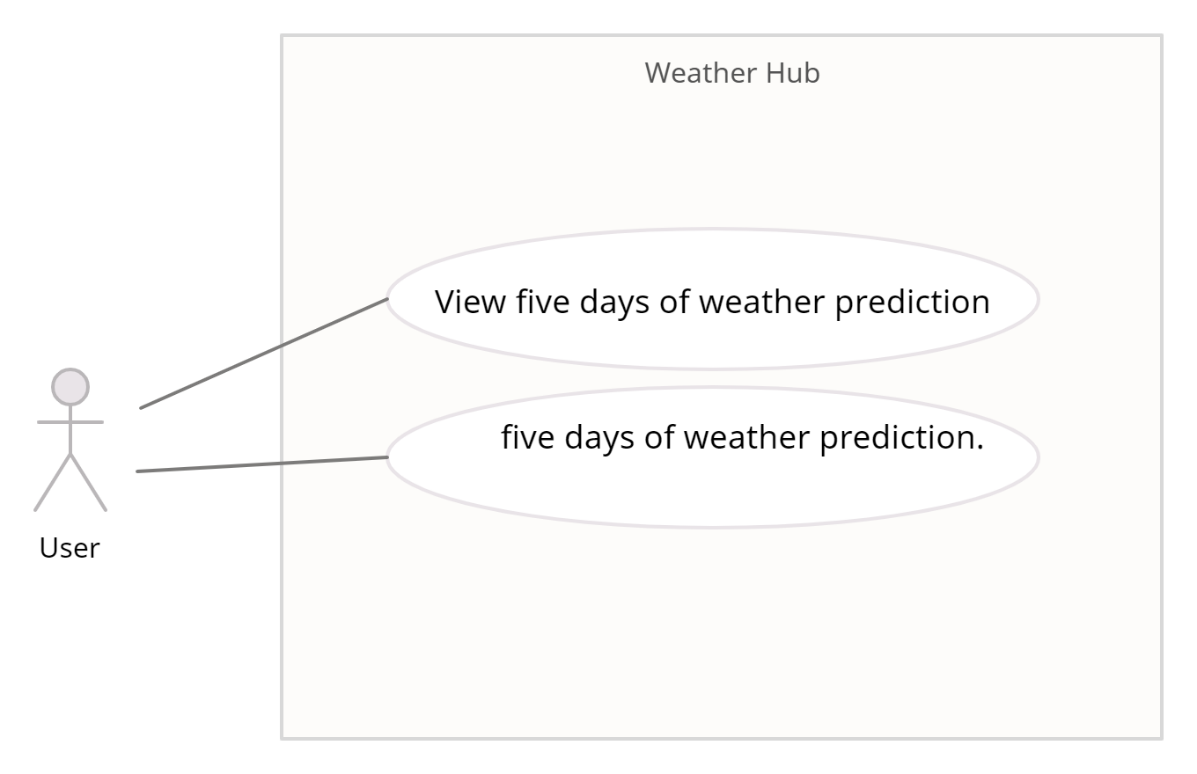 Weather Hub
View five days of weather prediction
five days of weather prediction.
User